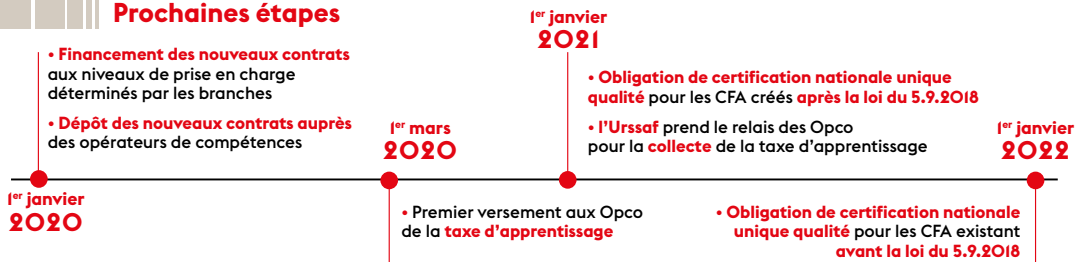 Prochaines étapes
1er janvier
2020
• Financement des nouveaux contrats
aux niveaux de prise en charge
déterminés par les branches
• Dépôt des nouveaux contrats auprès
des opérateurs de compétences
1er mars
2020
• Premier versement aux Opco
de la taxe d'apprentissage
1er janvier
2021
• Obligation de certification nationale unique
qualité pour les CFA créés après la loi du 5.9.2018
• l'Urssaf prend le relais des Opco
pour la collecte de la taxe d'apprentissage
1er janvier
2022
• Obligation de certification nationale
unique qualité pour les CFA existant
avant la loi du 5.9.2018